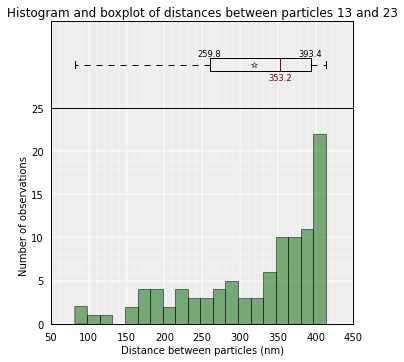 Histogram and boxplot of distances between particles 13 and 23
259.8 393.4
353.2
25
20
15
10
5
0
Number of observations
50 100 150 200 250 300 350 400 450
Distance between particles (nm)